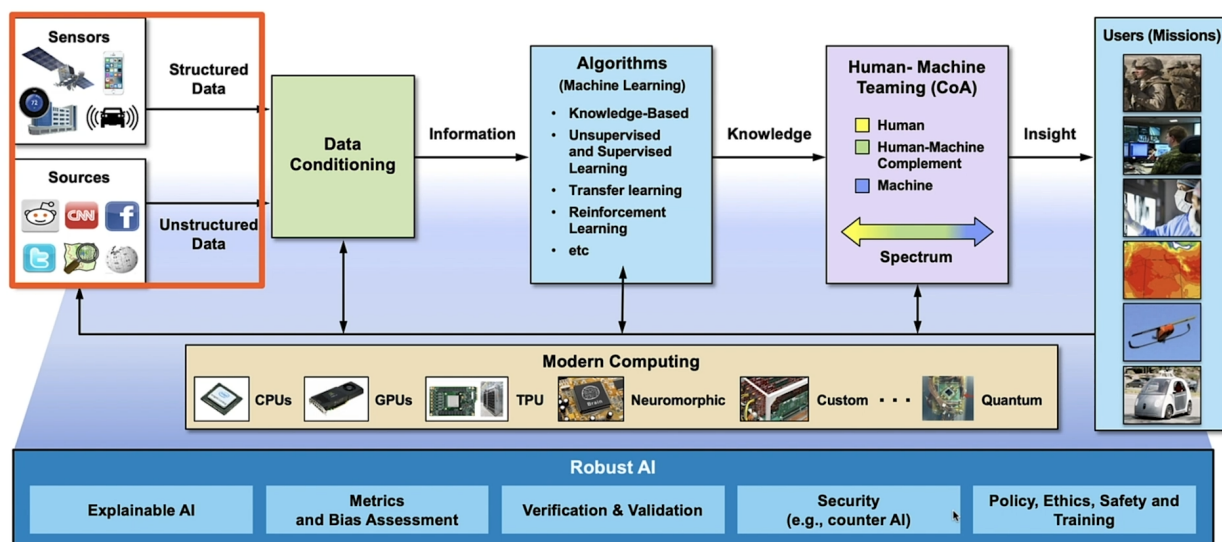 Sensors
72
Structured
Data
Sources
CNN
f
t
Unstructured
Data
Data
Conditioning
Information
Algorithms
(Machine Learning)
• Knowledge-Based
• Unsupervised
and Supervised
Learning
• Transfer learning
• Reinforcement
Learning
• etc
Knowledge
Human- Machine
Teaming (CoA)
Human
Human-Machine
Complement
Machine
Spectrum
Insight
Users (Missions)
Modern Computing
CPUs
GPUs
TPU
Brain
Neuromorphic
Custom
· · ·
Quantum
Robust AI
Explainable AI
Metrics
and Bias Assessment
Verification & Validation
Security
(e.g., counter AI)
Policy, Ethics, Safety and
Training